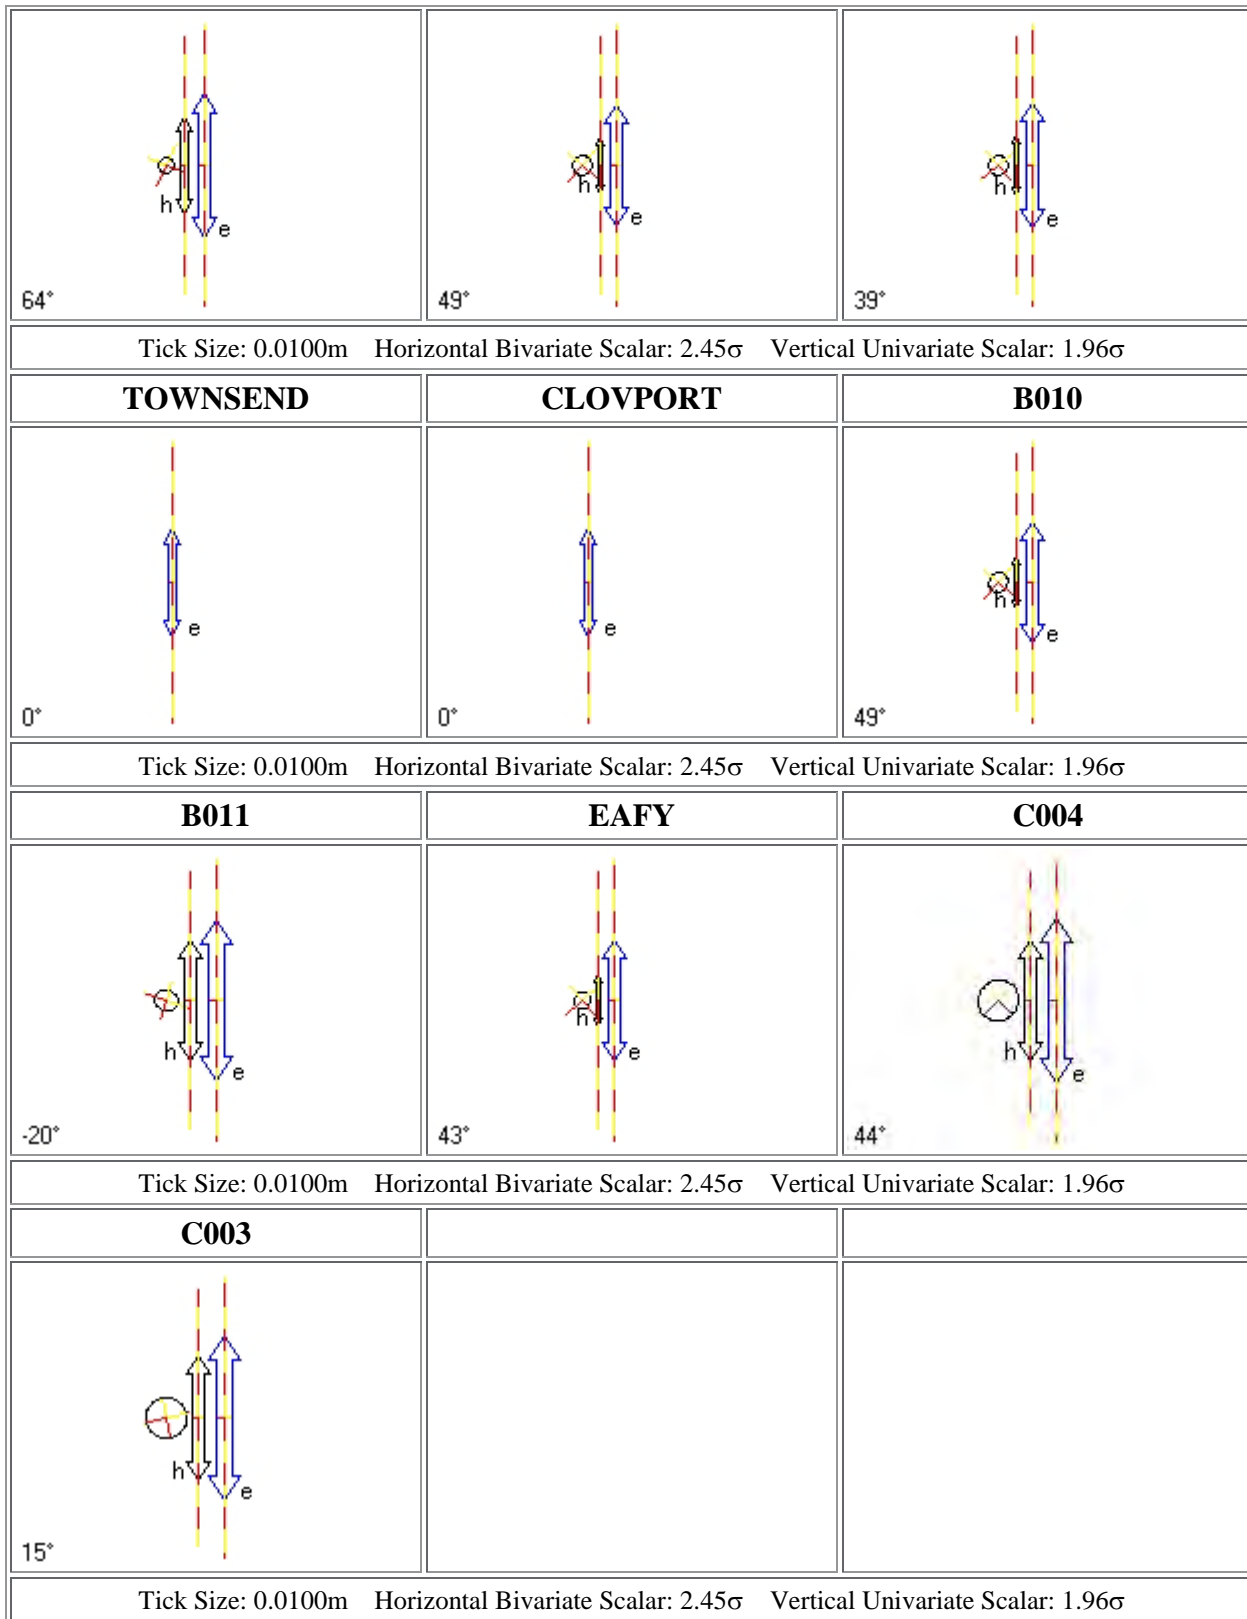 h e h e h e
64° 49° 39°
Tick Size: 0.0100m Horizontal Bivariate Scalar: 2.45σ Vertical Univariate Scalar: 1.96σ
TOWNSEND CLOVPORT B010
e e h e
0° 0° 49°
Tick Size: 0.0100m Horizontal Bivariate Scalar: 2.45σ Vertical Univariate Scalar: 1.96σ
B011 EAFY C004
h e h e h e
-20° 43° 44°
Tick Size: 0.0100m Horizontal Bivariate Scalar: 2.45σ Vertical Univariate Scalar: 1.96σ
C003
h e
15°
Tick Size: 0.0100m Horizontal Bivariate Scalar: 2.45σ Vertical Univariate Scalar: 1.96σ